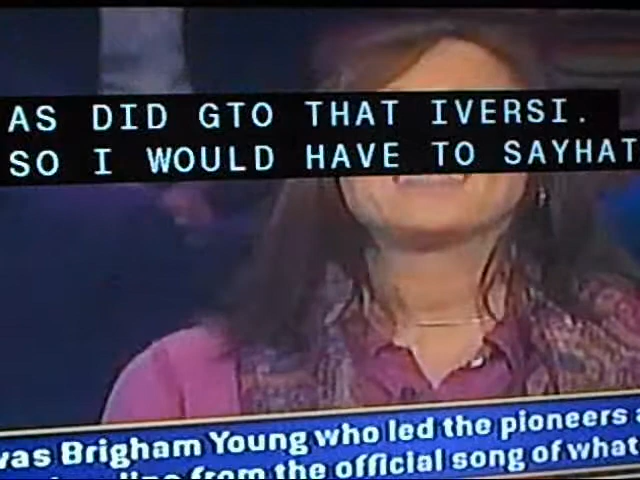 AS DID GTO THAT IVERSI.
SO I WOULD HAVE TO SAYHAT
was Brigham Young who led the pioneers
from the official song of what